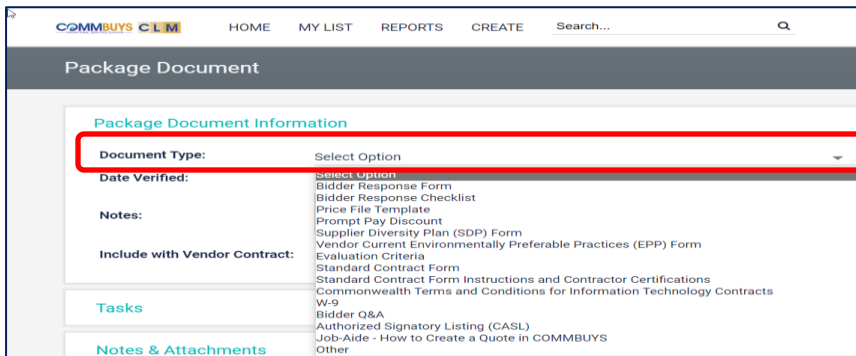 COMMBUYS CLM HOME MY LIST REPORTS CREATE Search...
Package Document
Package Document Information
Document Type: Select Option
Date Verified:
Notes:
Include with Vendor Contract:
Select Option
Bidder Response Form
Bidder Response Checklist
Price File Template
Prompt Pay Discount
Supplier Diversity Plan (SDP) Form
Vendor Current Environmentally Preferable Practices (EPP) Form
Evaluation Criteria
Standard Contract Form
Standard Contract Form Instructions and Contractor Certifications
Commonwealth Terms and Conditions for Information Technology Contracts
W-9
Bidder Q&A
Authorized Signatory Listing (CASL)
Job-Aide - How to Create a Quote in COMMBUYS
Other
Tasks
Notes & Attachments